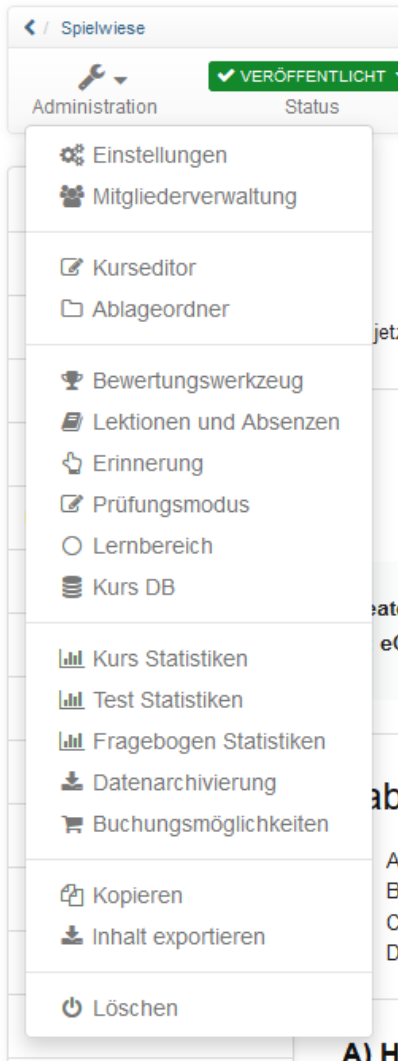 / Spielwiese
VERÖFFENTLICHT
Administration
Status
Einstellungen
Mitgliederverwaltung
Kurseditor
Ablageordner
Bewertungswerkzeug
Lektionen und Absenzen
Erinnerung
Prüfungsmodus
Lernbereich
Kurs DB
Kurs Statistiken
Test Statistiken
Fragebogen Statistiken
Datenarchivierung
Buchungsmöglichkeiten
Kopieren
Inhalt exportieren
Löschen
A
B
C
D
A) H